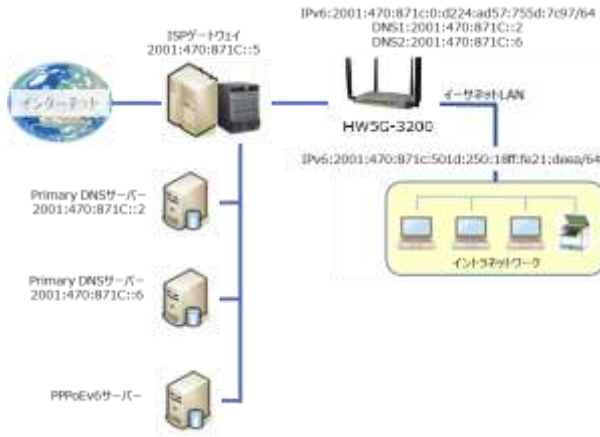 IPv6:2001:470:871c:0:d224:ad57:755d:7c97/64
DNS1:2001:470:871C::2
DNS2:2001:470:871C::6
ISPゲートウェイ
2001:470:871C::5
インターネット
イーサネットLAN
HW5G-3200
IPv6:2001:470:871c:501d:250:18ff:fe21:deea/64
Primary DNSサーバー
2001:470:871C::2
イントラネットワーク
Primary DNSサーバー
2001:470:871C::6
PPPoEv6サーバー